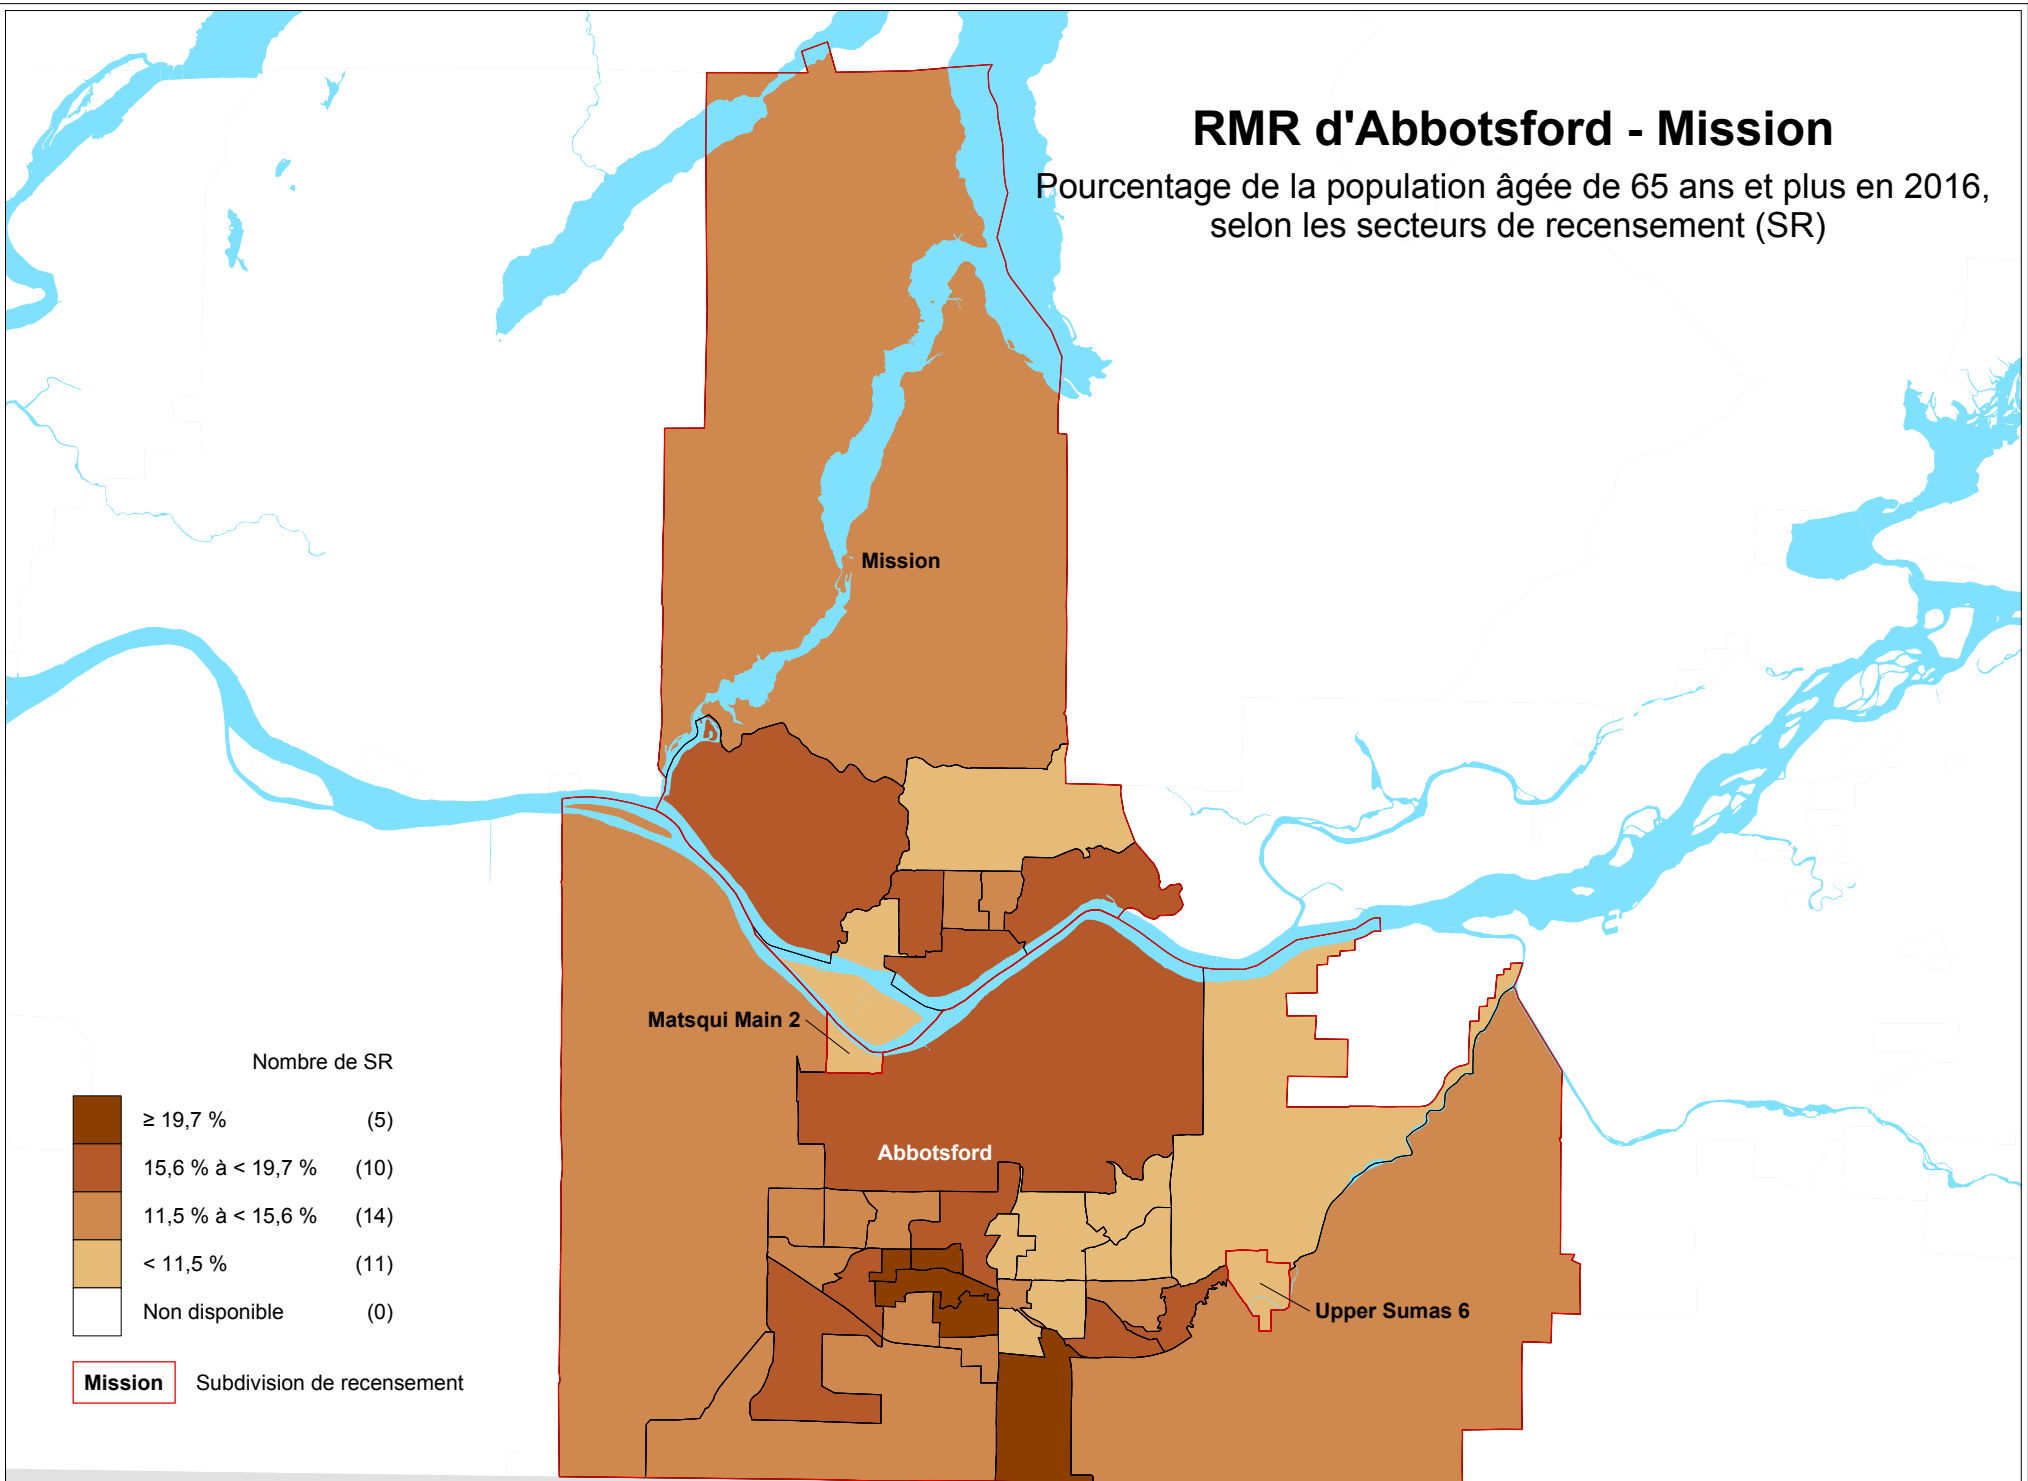 RMR d'Abbotsford - Mission
Pourcentage de la population âgée de 65 ans et plus en 2016,
selon les secteurs de recensement (SR)
Mission
Matsqui Main 2
Abbotsford
Upper Sumas 6
Nombre de SR
≥ 19,7 % (5)
15,6 % à < 19,7 % (10)
11,5 % à < 15,6 % (14)
< 11,5 % (11)
Non disponible (0)
Mission Subdivision de recensement